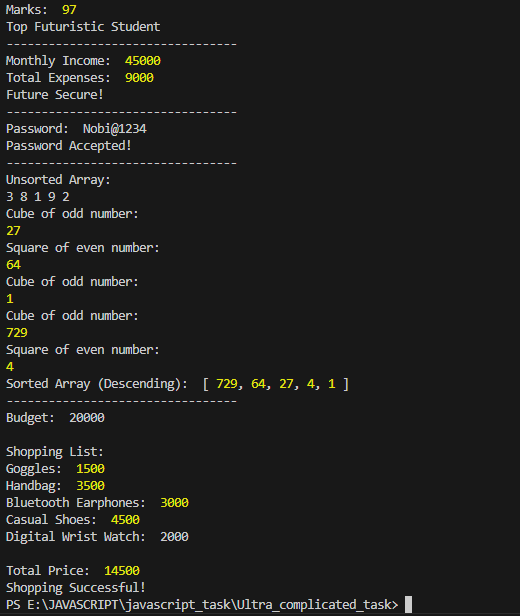 Marks:  97
Top Futuristic Student
----------------------------------
Monthly Income:  45000
Total Expenses:  9000
Future Secure!
----------------------------------
Password:  Nobi@1234
Password Accepted!
----------------------------------
Unsorted Array:
3 8 1 9 2
Cube of odd number:
27
Square of even number:
64
Cube of odd number:
1
Cube of odd number:
729
Square of even number:
4
Sorted Array (Descending):  [ 729, 64, 27, 4, 1 ]
----------------------------------
Budget:  20000

Shopping List:
Goggles:  1500
Handbag:  3500
Bluetooth Earphones:  3000
Casual Shoes:  4500
Digital Wrist Watch:  2000

Total Price:  14500
Shopping Successful!
PS E:\JAVASCRIPT\javascript_task\Ultra_complicated_task>